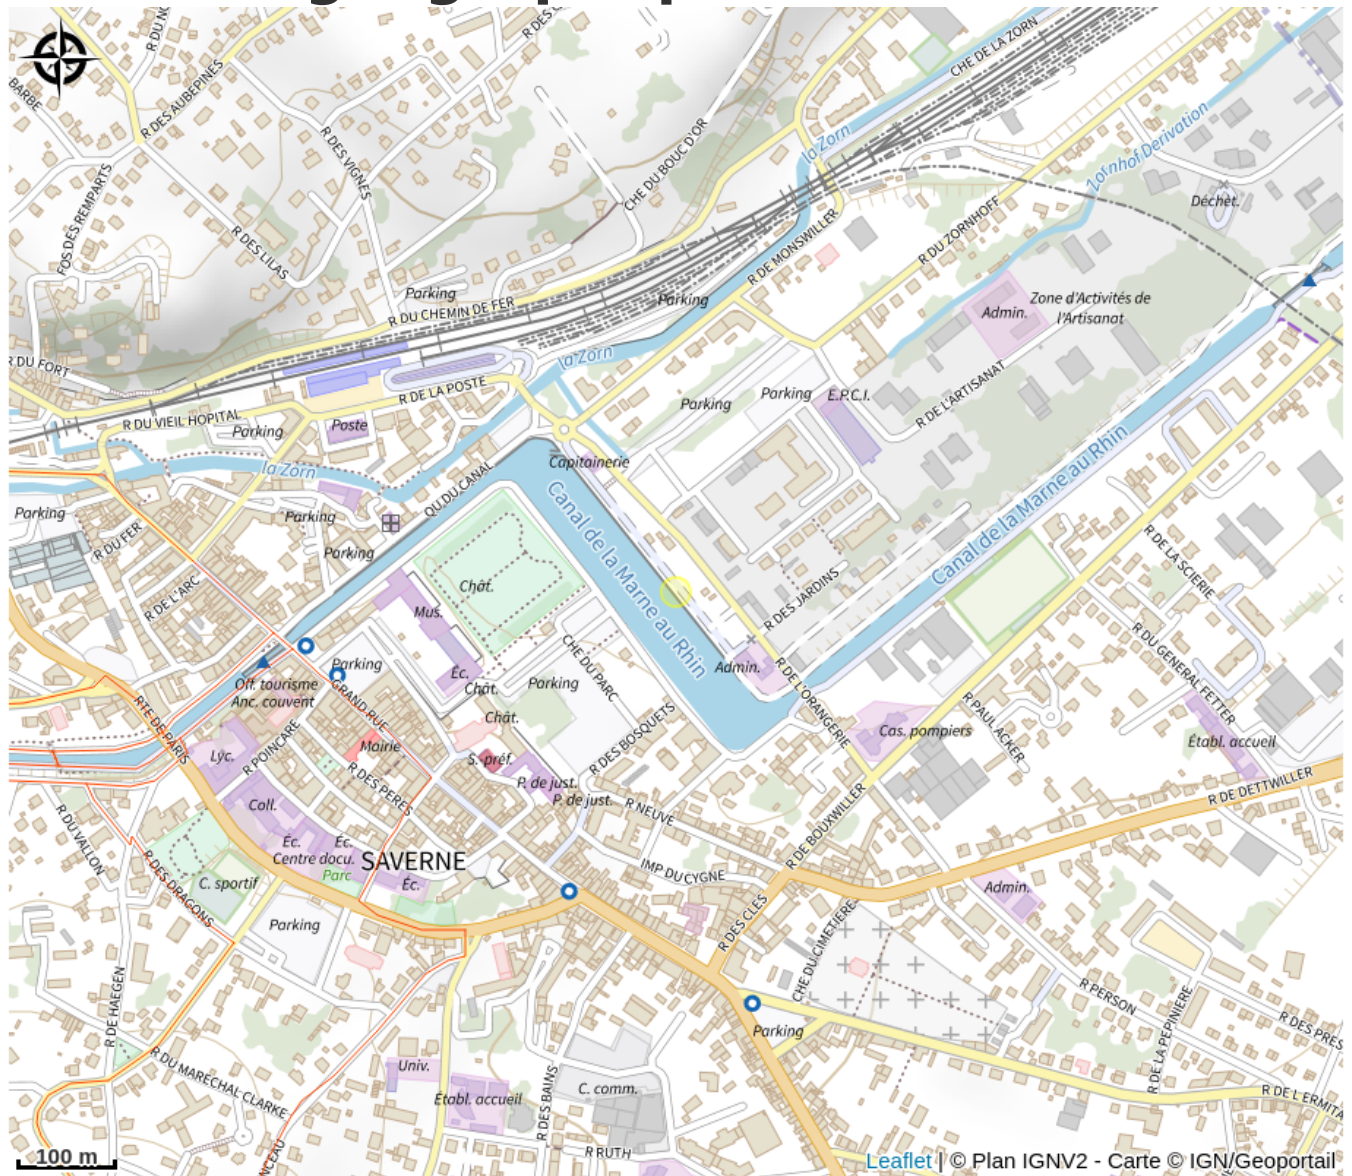 R DES AUBEPINES
BARBE
R DES VIGNES
FOS DES REMPARTS
R DES LILAS
CHE DU BOUC D'OR
CHE DE LA ZORN
la Zorn
Zornhof Derivation
Déchèt.
R DU ZORNHOFF
R DE MONSWILLER
Parking
R DU CHEMIN DE FER
Parking
Admin.
Zone d'Activités de
l'Artisanat
la Zorn
R DU FORT
R DE LA POSTE
R DU VIEIL HOPITAL
Parking
Poste
Parking
Parking
E.P.C.I.
R DE L'ARTISANAT
la Zorn
QU DU CANAL
Capitainerie
Canal de la Marne au Rhin
Canal de la Marne au Rhin
Parking
R DU FER
Parking
Parking
R DE L'ARC
Chât.
Mus.
R DES JARDINS
R DE LA SCIERIE
R DU GENERAL FETTER
Parking
Éc.
Chât.
Parking
CHE DU PARC
Admin.
R DE L'ORANGERIE
Off. tourisme
Anc. couvent
GRAND RUE
Chât.
R DES BOSQUETS
RTE DE PARIS
R POINCARE
Lyc.
Mairie
S.-préf.
P. de just.
P. de just.
Cas. pompiers
R PAUL ACKER
Établ. accueil
R DE DETTWILLER
R DES PERES
Coll.
R NEUVE
R DE BOUXWILLER
R DU VALLON
Éc.
Éc.
Centre docu.
Parc
Éc.
SAVERNE
IMP DU CYGNE
R DES DRAGONS
C. sportif
Parking
R DES CLES
CHE DU CIMETIERE
Admin.
R DE HAEGEN
R PERSON
R DE LA PEPINIERE
R DES PRES
Parking
R DU MARECHAL CLARKE
Univ.
Établ. accueil
R DES BAINS
C. comm.
R RUTH
R DE L'ERMITA
NCEAU
100 m
Leaflet | © Plan IGNV2 - Carte © IGN/Geoportail